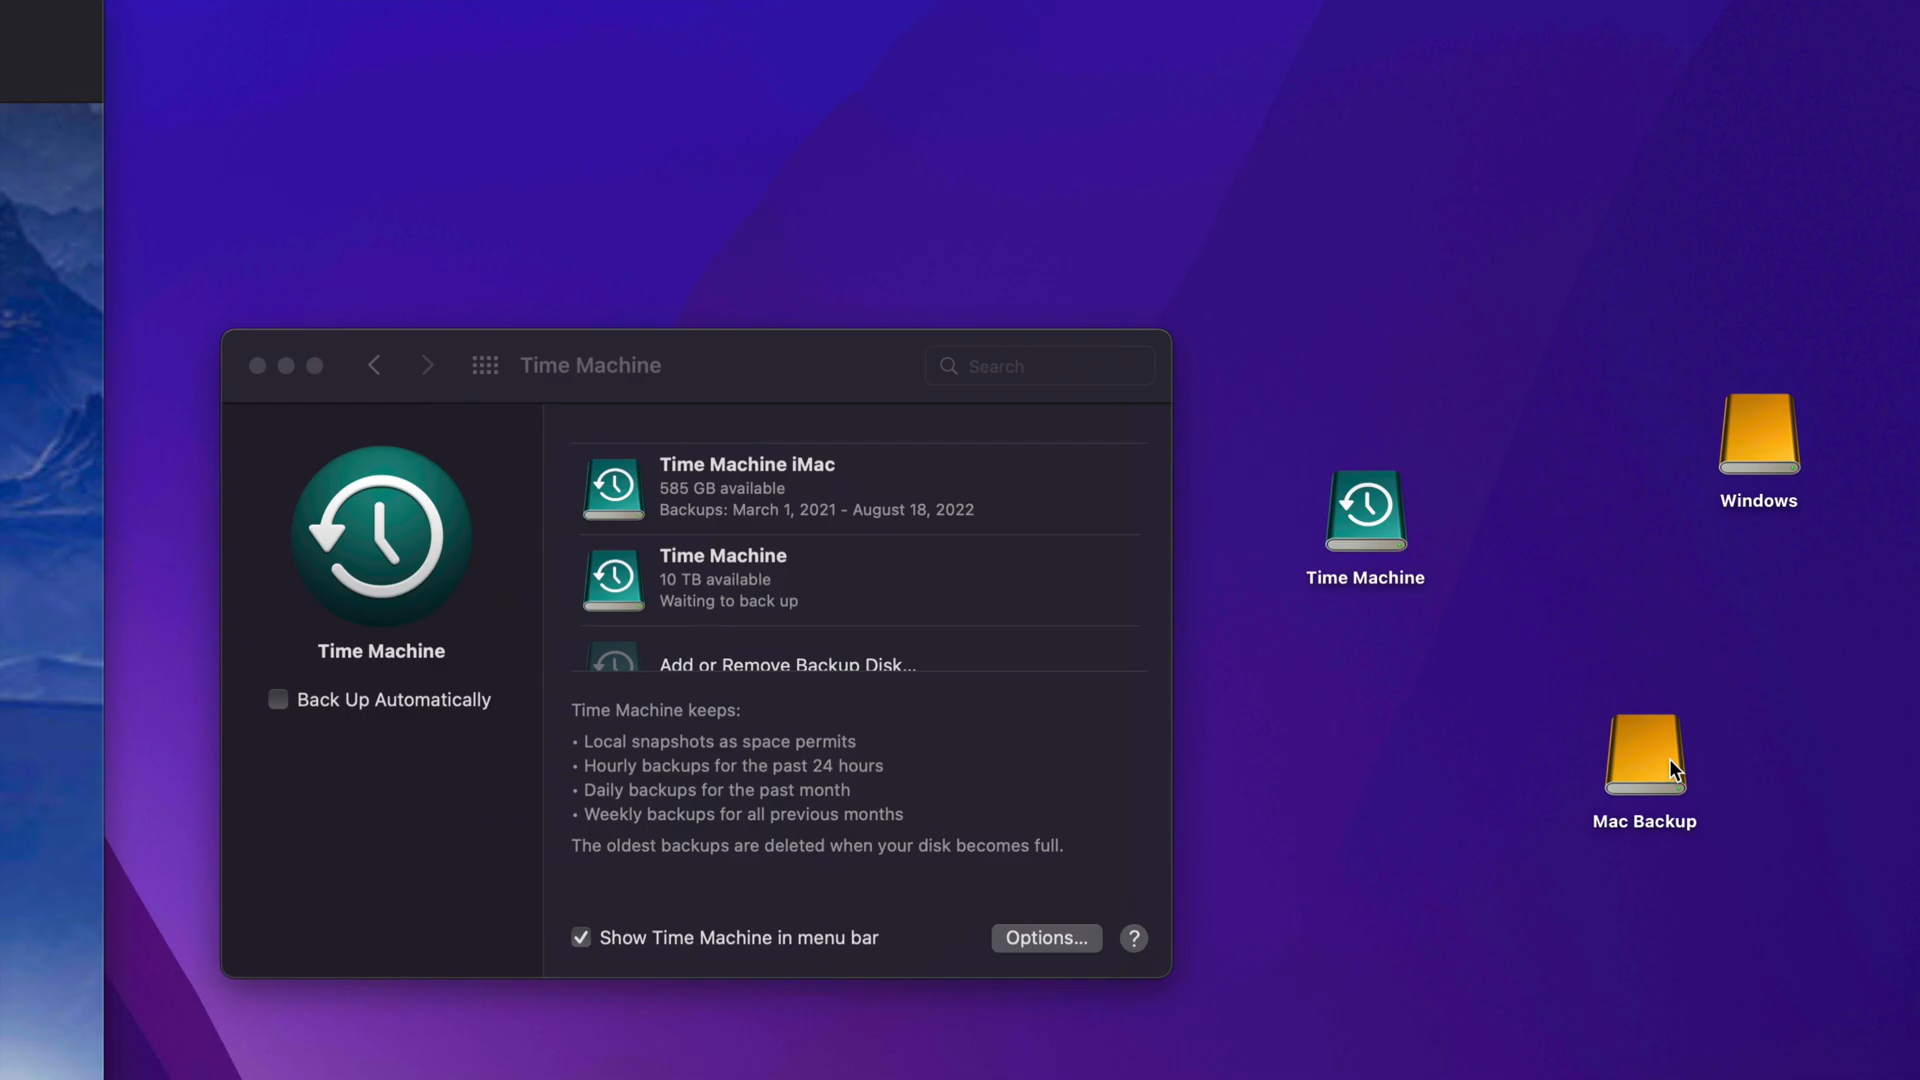 Time Machine
Search
Time Machine
Back Up Automatically
Time Machine iMac
585 GB available
Backups: March 1, 2021 - August 18, 2022
Time Machine
10 TB available
Waiting to back up
Add or Remove Backup Disk...
Time Machine keeps:
• Local snapshots as space permits
• Hourly backups for the past 24 hours
• Daily backups for the past month
• Weekly backups for all previous months
The oldest backups are deleted when your disk becomes full.
Show Time Machine in menu bar
Options...
?
Time Machine
Windows
Mac Backup